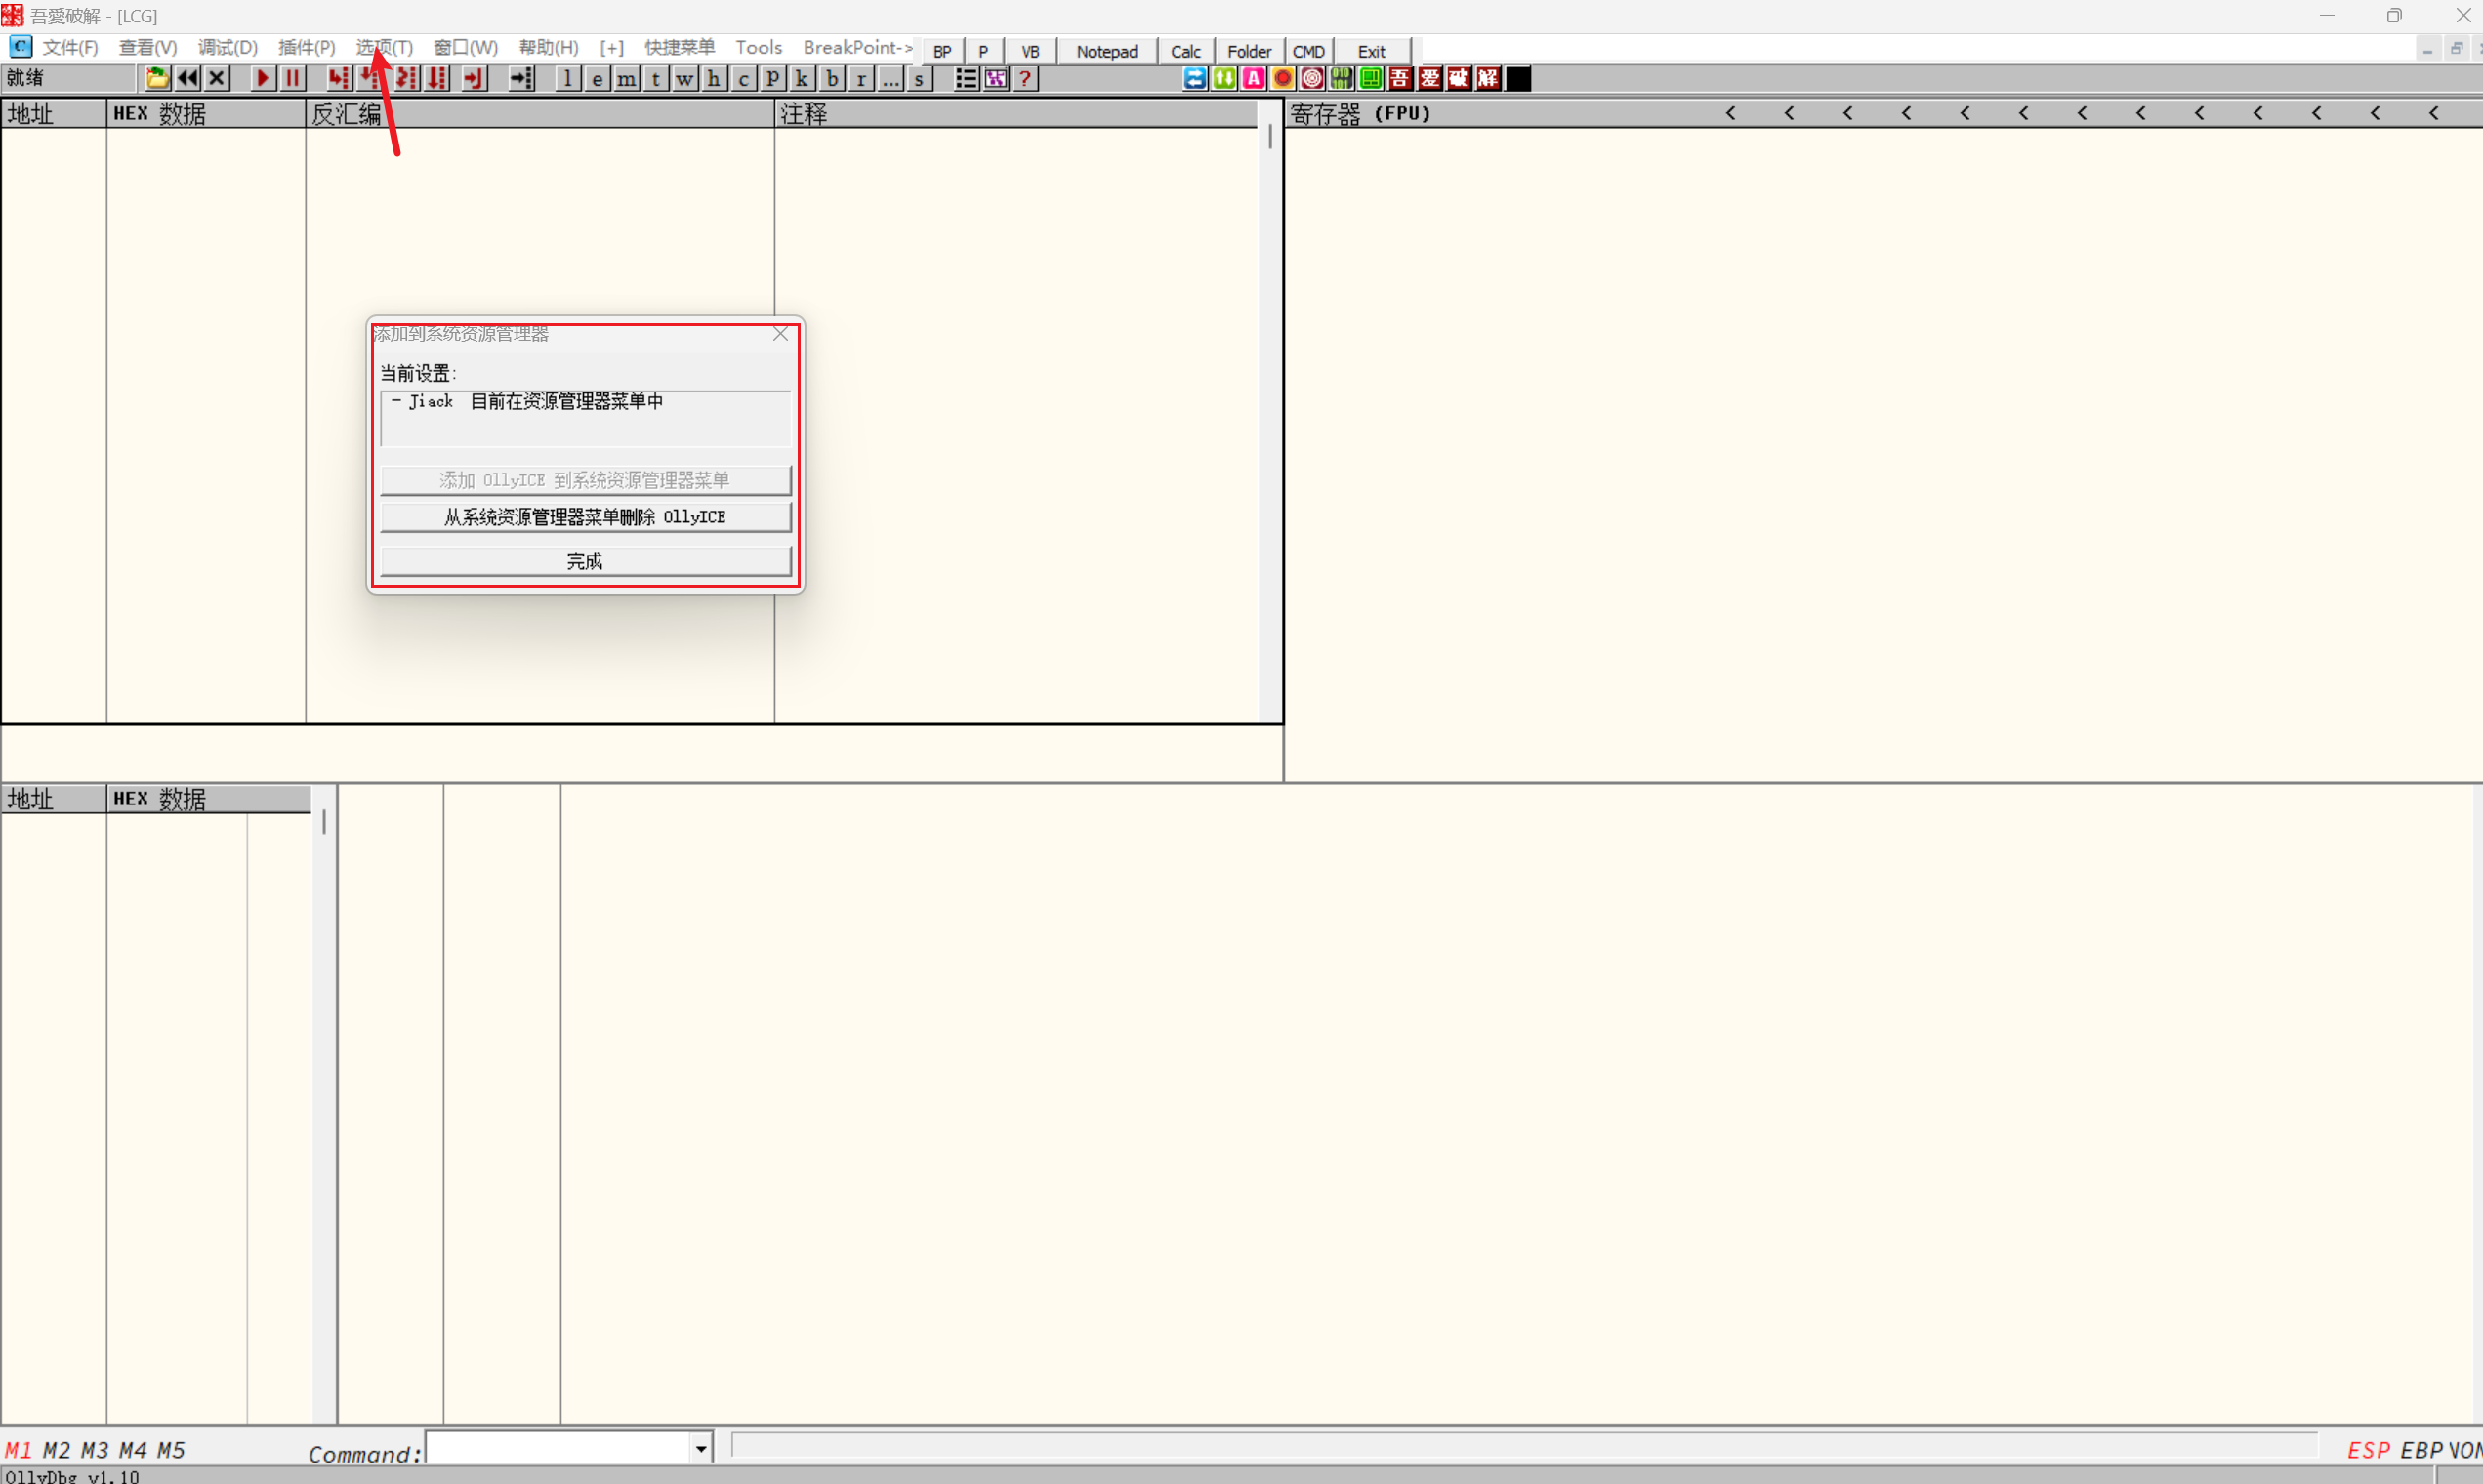 吾愛破解 - [LCG]
C 文件(F) 查看(V) 调试(D) 插件(P) 选项(T) 窗口(W) 帮助(H) [+] 快捷菜单 Tools BreakPoint-> BP P VB Notepad Calc Folder CMD Exit
就绪 l e m t w h c p k b r ... s ? A 吾 爱 破 解
地址 HEX 数据 反汇编 注释 寄存器 (FPU) < < < < < < < < < < < < <
添加到系统资源管理器
当前设置:
- Jiack 目前在资源管理器菜单中
添加 OllyICE 到系统资源管理器菜单
从系统资源管理器菜单删除 OllyICE
完成
地址 HEX 数据
M1 M2 M3 M4 M5 Command: ESP EBP
OllyDbg v1.10